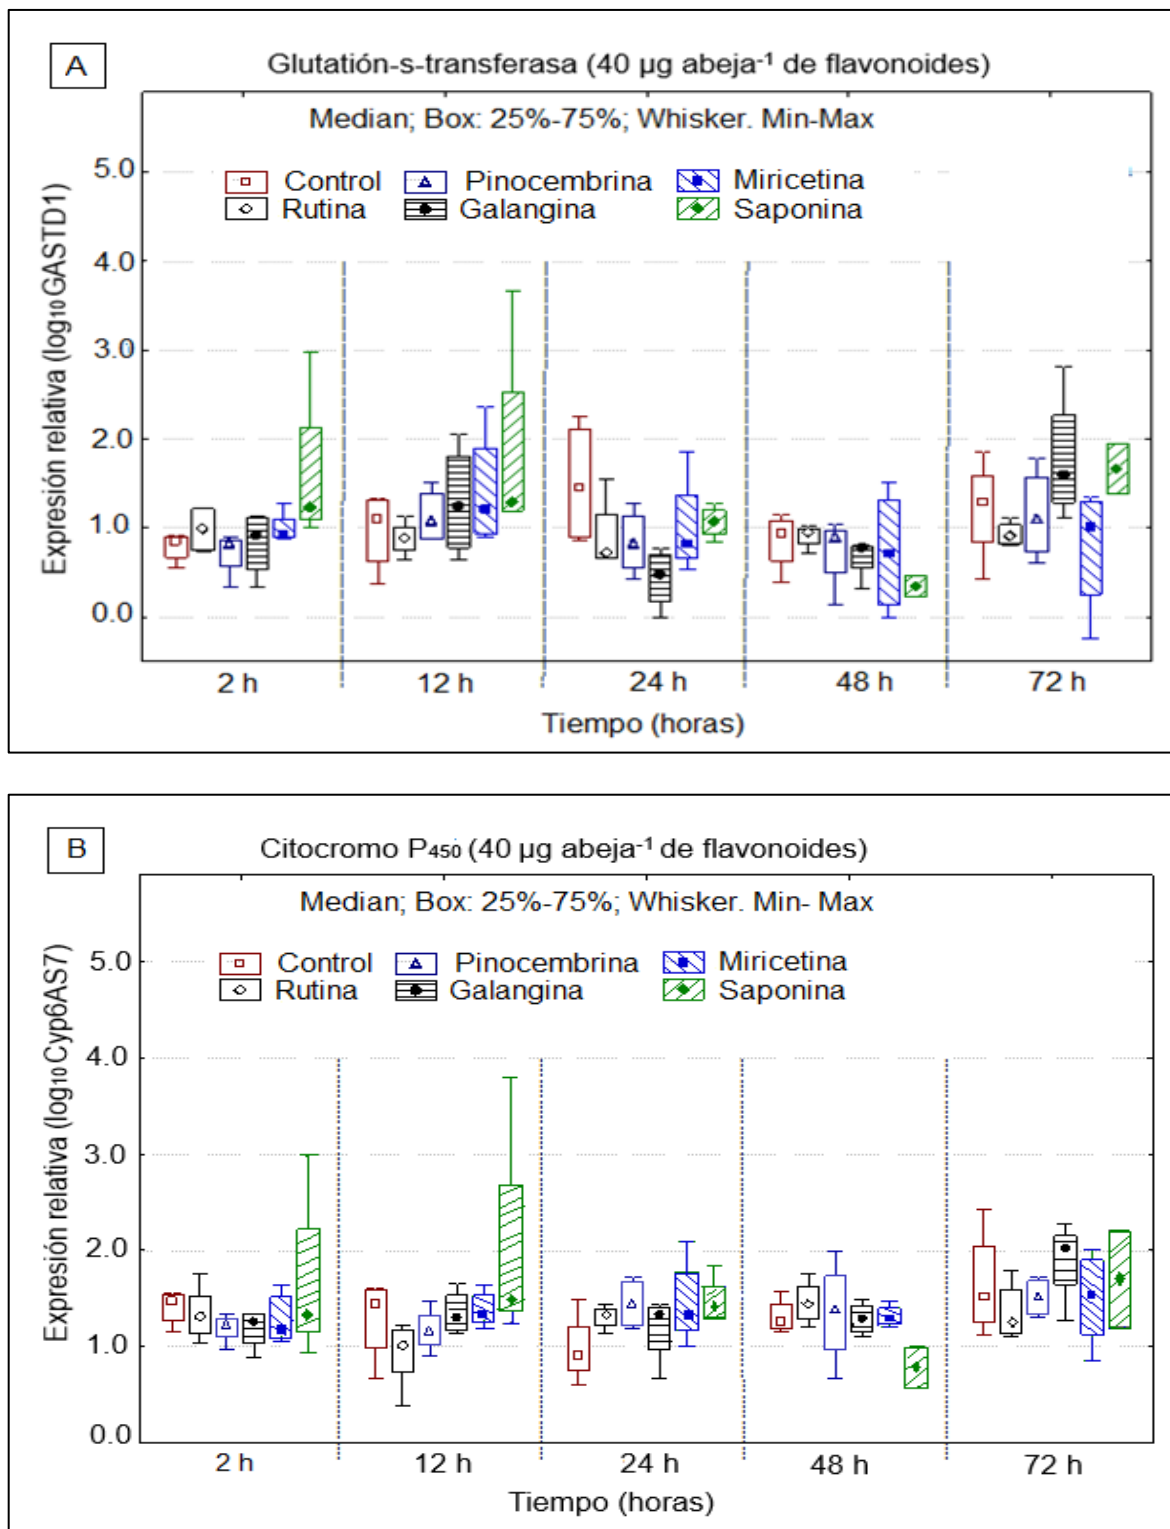 A
Glutatión-s-transferasa (40 µg abeja⁻¹ de flavonoides)
Median; Box: 25%-75%; Whisker. Min-Max
Control Pinocembrina Miricetina
Rutina Galangina Saponina
Expresión relativa (log₁₀GASTD1)
5.0
4.0
3.0
2.0
1.0
0.0
2 h 12 h 24 h 48 h 72 h
Tiempo (horas)
B
Citocromo P₄₅₀ (40 µg abeja⁻¹ de flavonoides)
Median; Box: 25%-75%; Whisker. Min- Max
Control Pinocembrina Miricetina
Rutina Galangina Saponina
Expresión relativa (log₁₀Cyp6AS7)
5.0
4.0
3.0
2.0
1.0
0.0
2 h 12 h 24 h 48 h 72 h
Tiempo (horas)